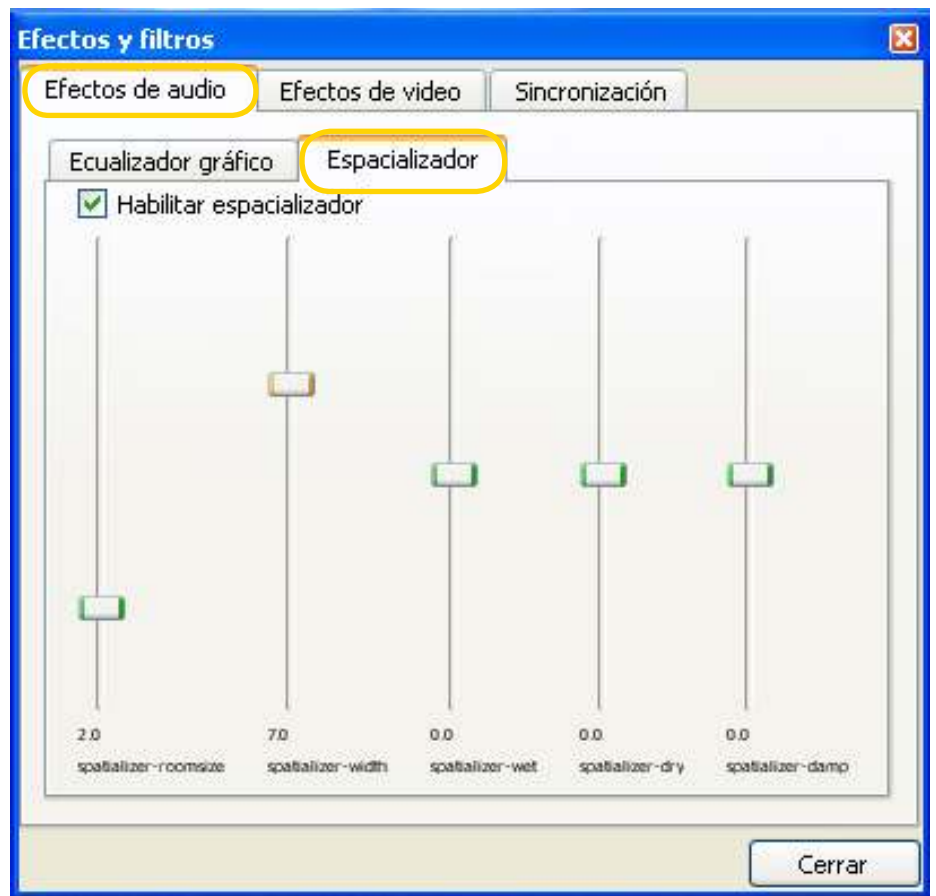 Efectos y filtros
Efectos de audio Efectos de video Sincronización
Ecualizador gráfico Espacializador
Habilitar espacializador
2.0 7.0 0.0 0.0 0.0
spatializer-roomsize spatializer-width spatializer-wet spatializer-dry spatializer-damp
Cerrar